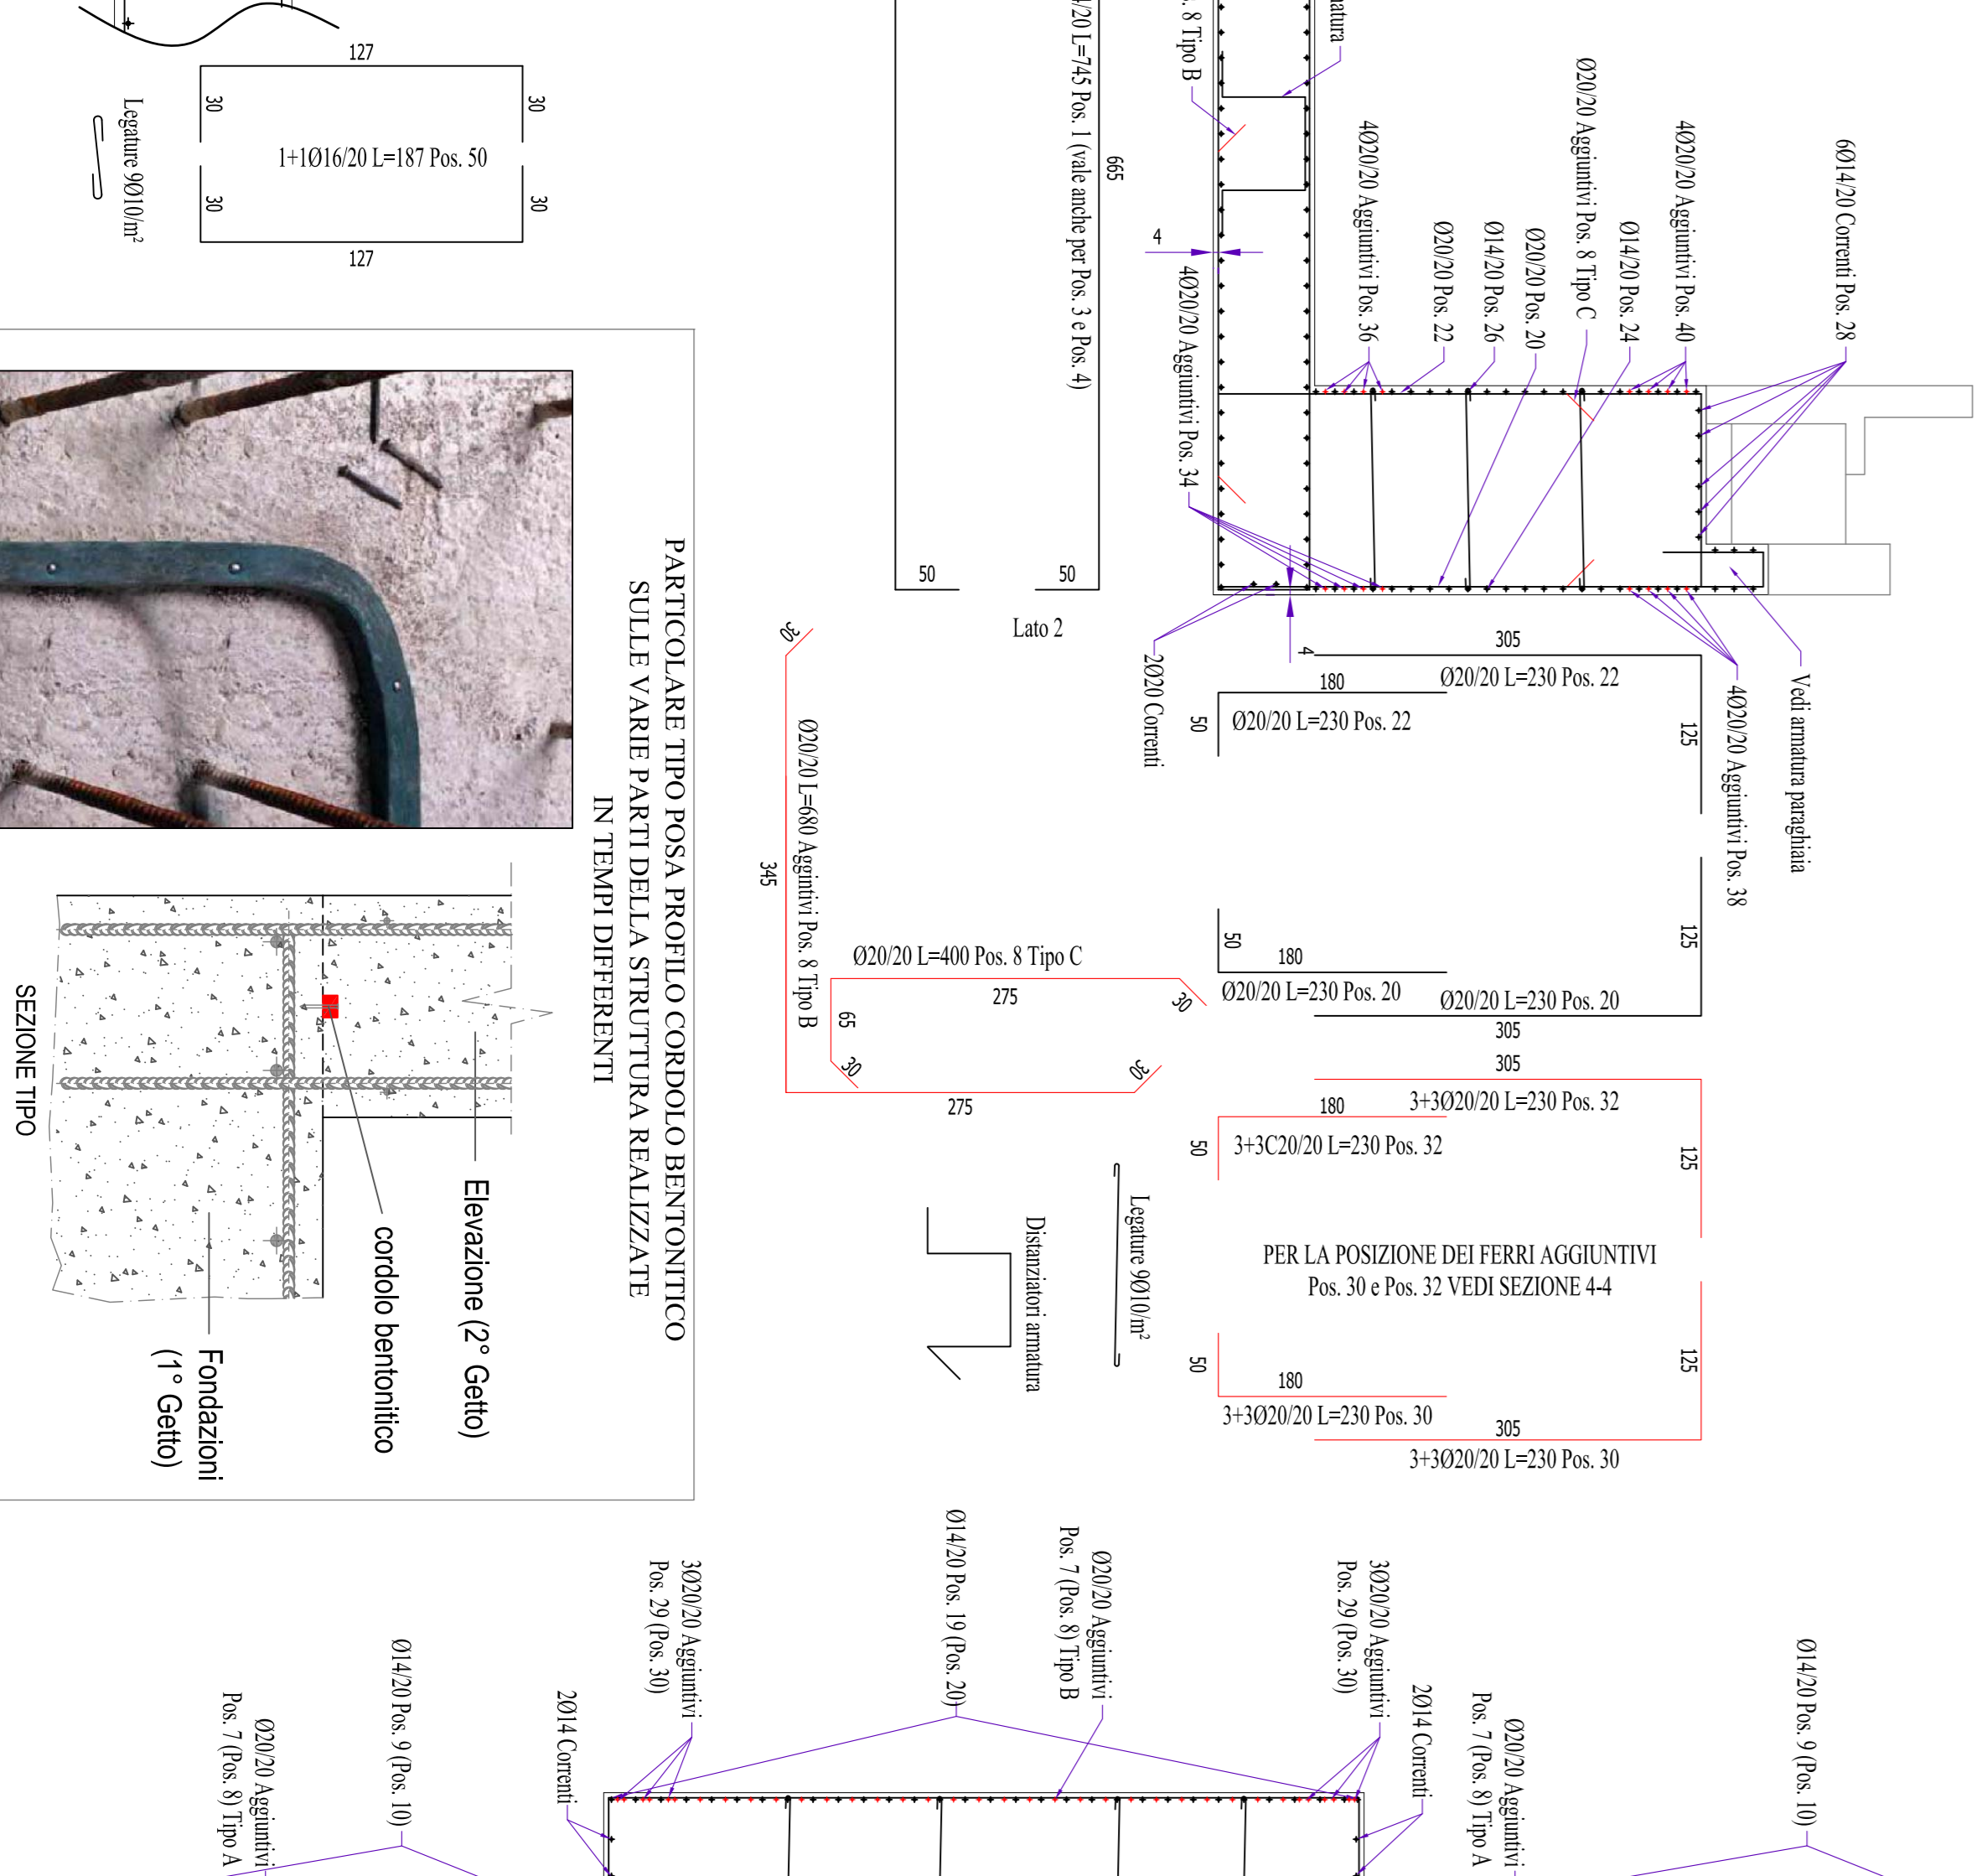 127
30
30
1+1Ø16/20 L=187 Pos. 50
30
30
127
Legature 9Ø10/m²
/20 L=745 Pos. 1 (vale anche per Pos. 3 e Pos. 4)
665
50
50
Lato 2
8 Tipo B
4
4Ø20/20 Aggiuntivi Pos. 34
4Ø20/20 Aggiuntivi Pos. 36
Ø20/20 Pos. 22
Ø14/20 Pos. 26
Ø20/20 Pos. 20
Ø20/20 Aggiuntivi Pos. 8 Tipo C
Ø14/20 Pos. 24
4Ø20/20 Aggiuntivi Pos. 40
6Ø14/20 Correnti Pos. 28
2Ø20 Correnti
4
4Ø20/20 Aggiuntivi Pos. 38
Vedi armatura paraghiaia
305
Ø20/20 L=230 Pos. 22
180
50
Ø20/20 L=230 Pos. 22
125
125
50
180
Ø20/20 L=230 Pos. 20
Ø20/20 L=230 Pos. 20
305
305
3+3Ø20/20 L=230 Pos. 32
180
50
3+3C20/20 L=230 Pos. 32
125
PER LA POSIZIONE DEI FERRI AGGIUNTIVI
Pos. 30 e Pos. 32 VEDI SEZIONE 4-4
125
50
180
3+3Ø20/20 L=230 Pos. 30
305
3+3Ø20/20 L=230 Pos. 30
30
Ø20/20 L=680 Aggintivi Pos. 8 Tipo B
345
275
30
Ø20/20 L=400 Pos. 8 Tipo C
275
30
65
30
Legature 9Ø10/m²
Distanziatori armatura
PARTICOLARE TIPO POSA PROFILO CORDOLO BENTONITICO
SULLE VARIE PARTI DELLA STRUTTURA REALIZZATE
IN TEMPI DIFFERENTI
SEZIONE TIPO
Elevazione (2° Getto)
cordolo bentonitico
Fondazioni
(1° Getto)
Ø14/20 Pos. 9 (Pos. 10)
Ø20/20 Aggiuntivi
Pos. 7 (Pos. 8) Tipo A
2Ø14 Correnti
3Ø20/20 Aggiuntivi
Pos. 29 (Pos. 30)
Ø14/20 Pos. 19 (Pos. 20)
Ø20/20 Aggiuntivi
Pos. 7 (Pos. 8) Tipo B
3Ø20/20 Aggiuntivi
Pos. 29 (Pos. 30)
2Ø14 Correnti
Ø20/20 Aggiuntivi
Pos. 7 (Pos. 8) Tipo A
Ø14/20 Pos. 9 (Pos. 10)